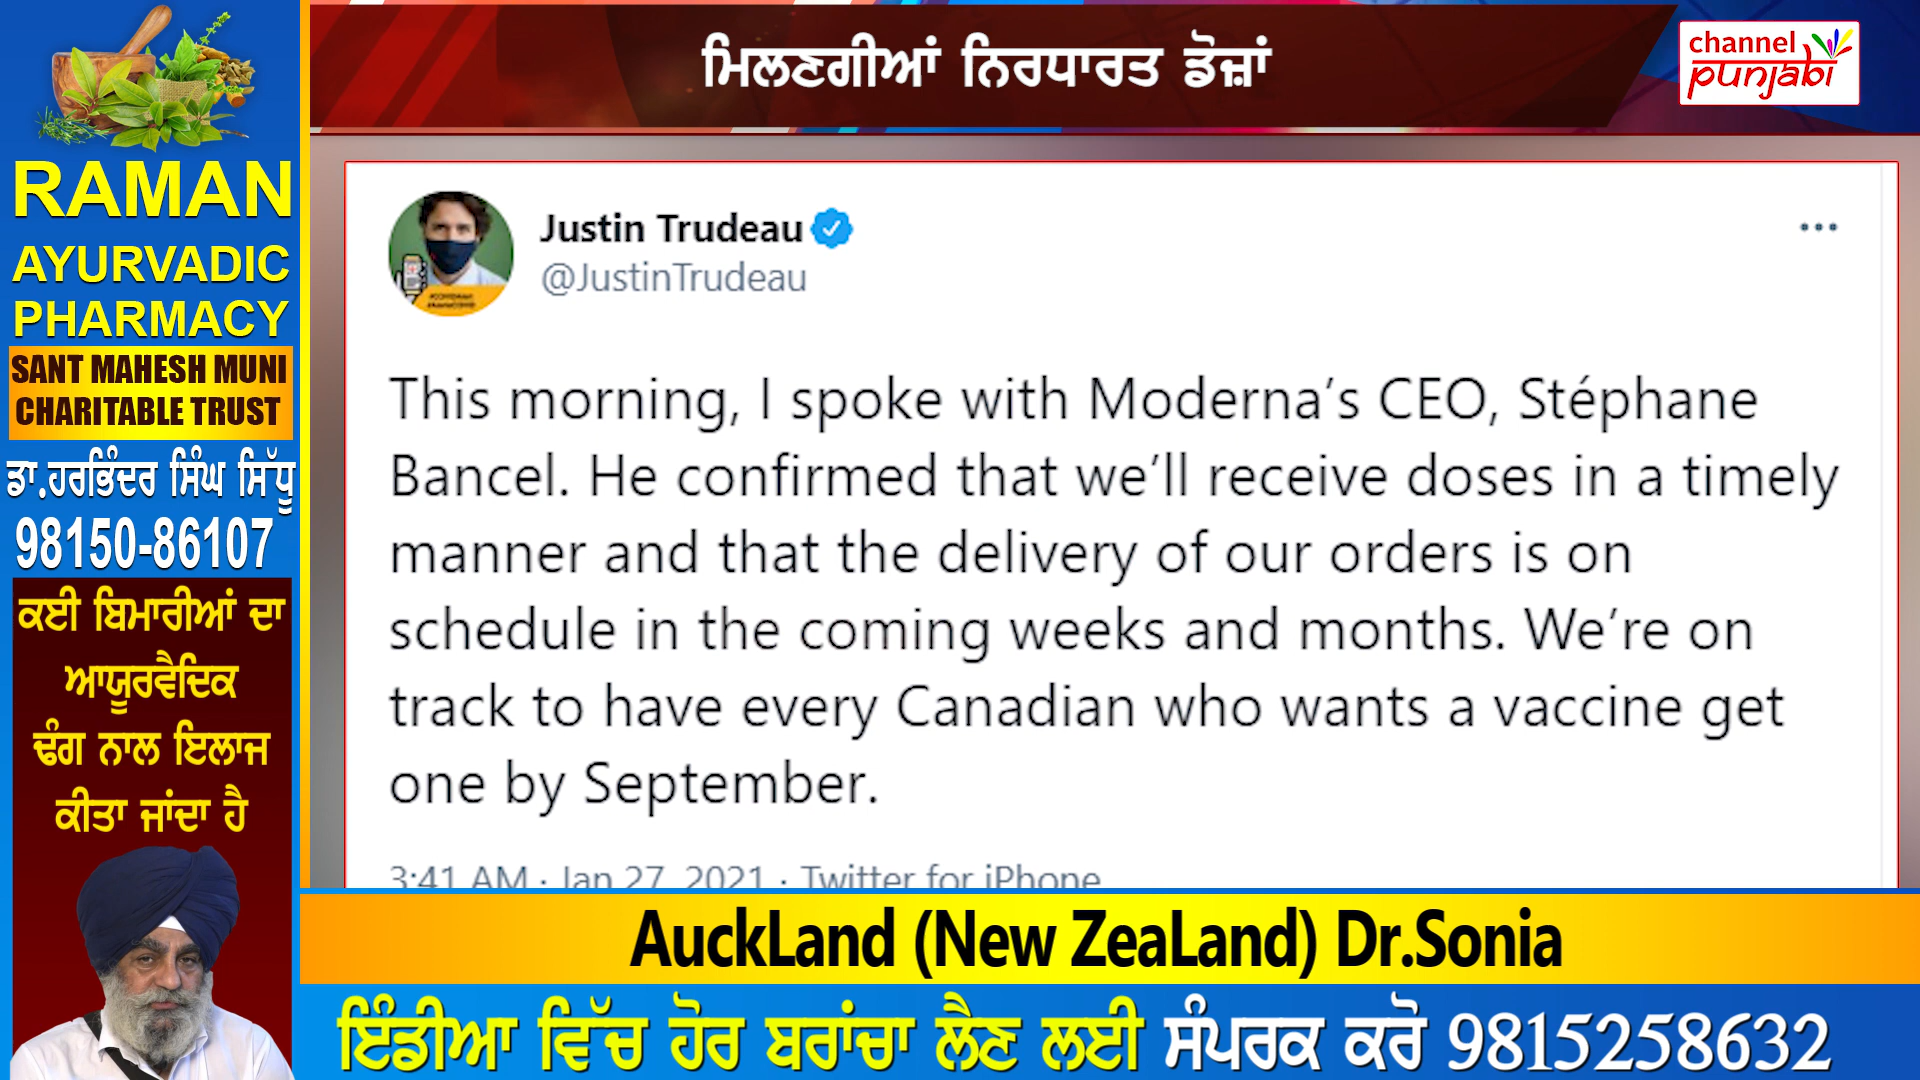 ਮਿਲਣਗੀਆਂ ਨਿਰਧਾਰਤ ਡੋਜ਼ਾਂ
channel
punjabi
RAMAN
AYURVADIC
PHARMACY
SANT MAHESH MUNI
CHARITABLE TRUST
ਡਾ.ਹਰਭਿੰਦਰ ਸਿੰਘ ਸਿੱਧੂ
98150-86107
ਕਈ ਬਿਮਾਰੀਆਂ ਦਾ
ਆਯੂਰਵੈਦਿਕ
ਢੰਗ ਨਾਲ ਇਲਾਜ
ਕੀਤਾ ਜਾਂਦਾ ਹੈ
Justin Trudeau
@JustinTrudeau
This morning, I spoke with Moderna’s CEO, Stéphane
Bancel. He confirmed that we’ll receive doses in a timely
manner and that the delivery of our orders is on
schedule in the coming weeks and months. We’re on
track to have every Canadian who wants a vaccine get
one by September.
3:41 AM · Jan 27, 2021 · Twitter for iPhone
AuckLand (New ZeaLand) Dr.Sonia
ਇੰਡੀਆ ਵਿੱਚ ਹੋਰ ਬਰਾਂਚਾ ਲੈਣ ਲਈ ਸੰਪਰਕ ਕਰੋ 9815258632